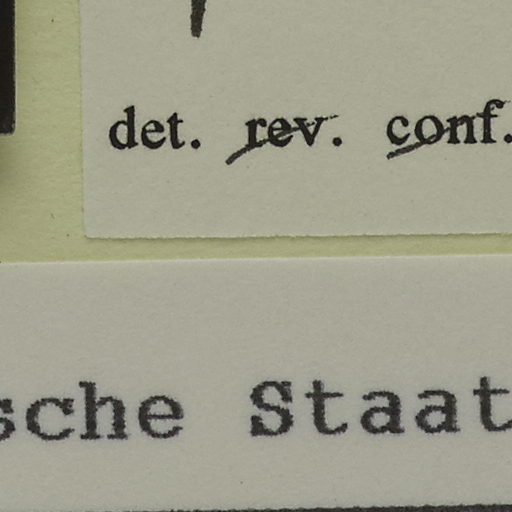 det. rev. conf.
sche Staat